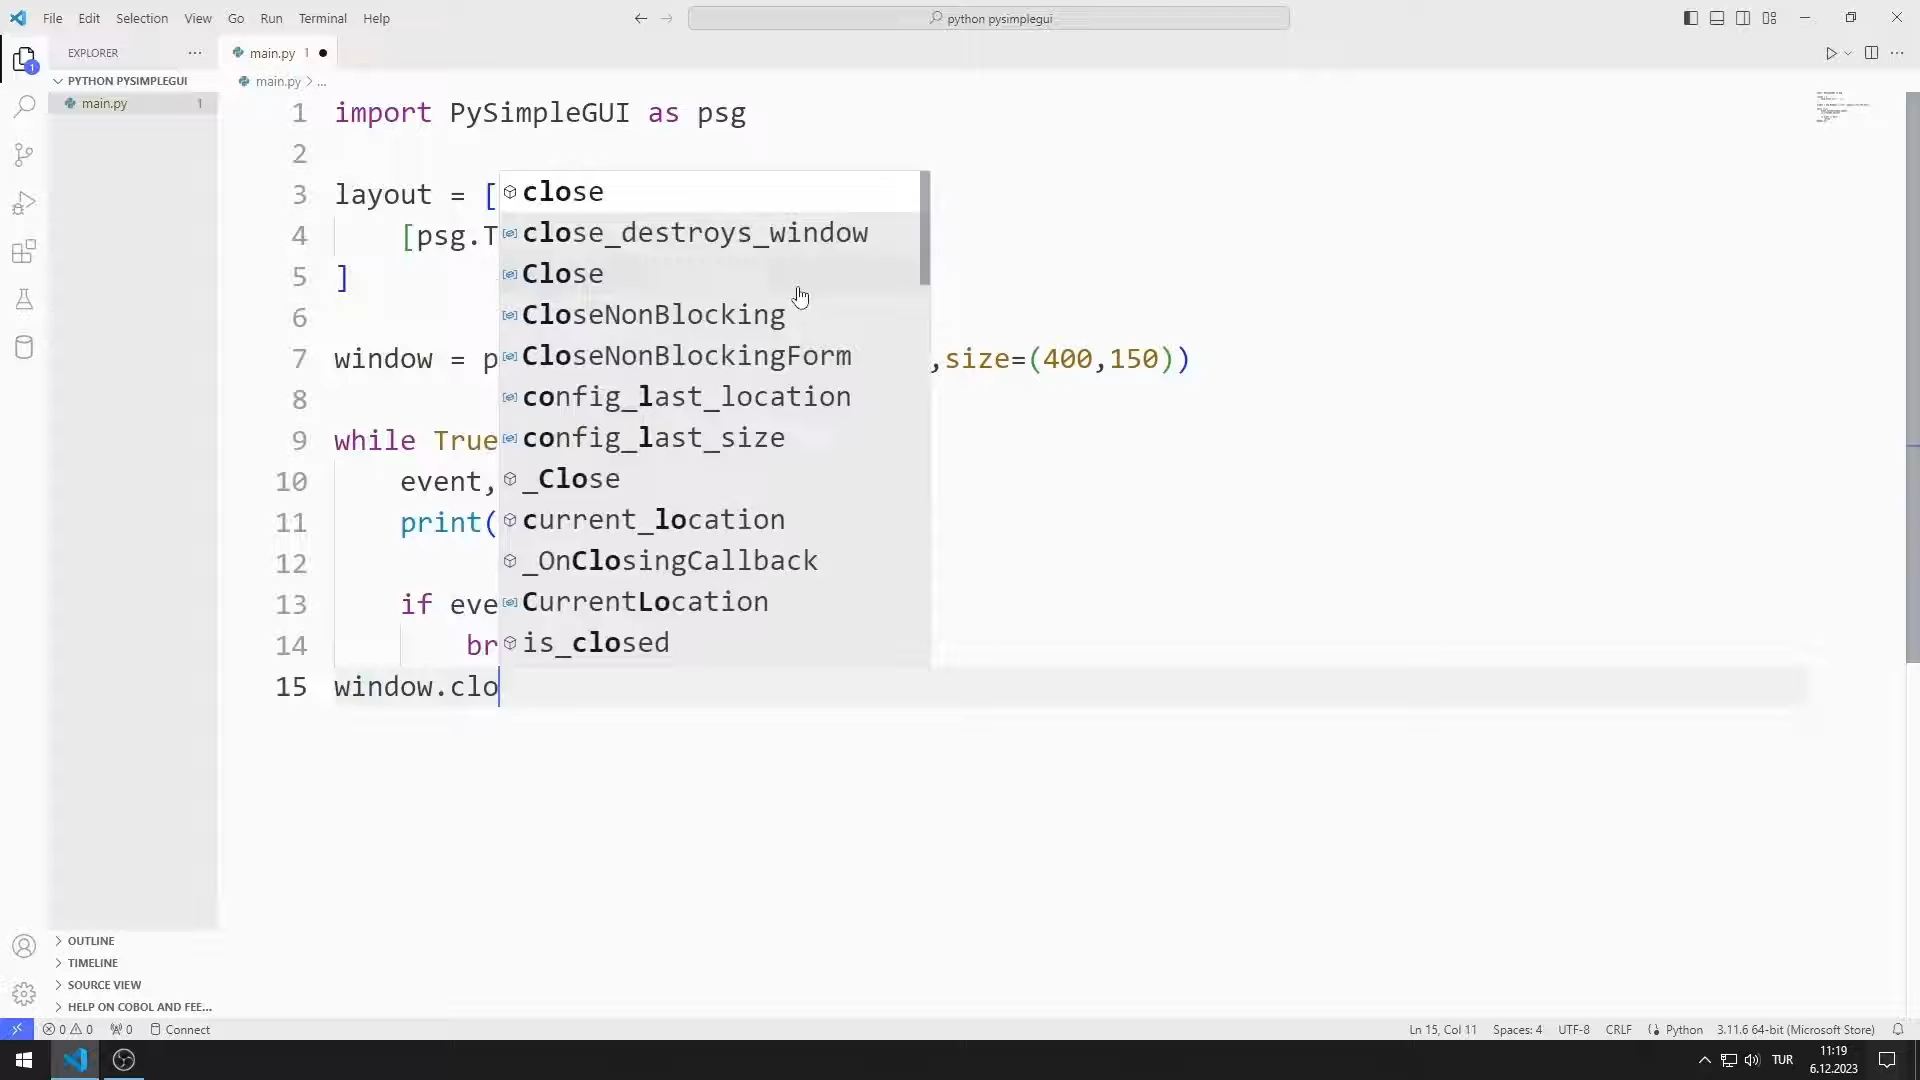 File Edit Selection View Go Run Terminal Help
python pysimplegui
EXPLORER
main.py 1
PYTHON PYSIMPLEGUI
main.py 1
main.py > ...
1 import PySimpleGUI as psg
2
3 layout = [
4 [psg.T
5 ]
6
7 window = p ,size=(400,150))
8
9 while True
10 event,
11 print(
12
13 if eve
14 br
15 window.clo
close
close_destroys_window
Close
CloseNonBlocking
CloseNonBlockingForm
config_last_location
config_last_size
_Close
current_location
_OnClosingCallback
CurrentLocation
is_closed
1
OUTLINE
TIMELINE
SOURCE VIEW
HELP ON COBOL AND FEE...
0 0 0 Connect
Ln 15, Col 11 Spaces: 4 UTF-8 CRLF Python 3.11.6 64-bit (Microsoft Store)
TUR
11:19
6.12.2023